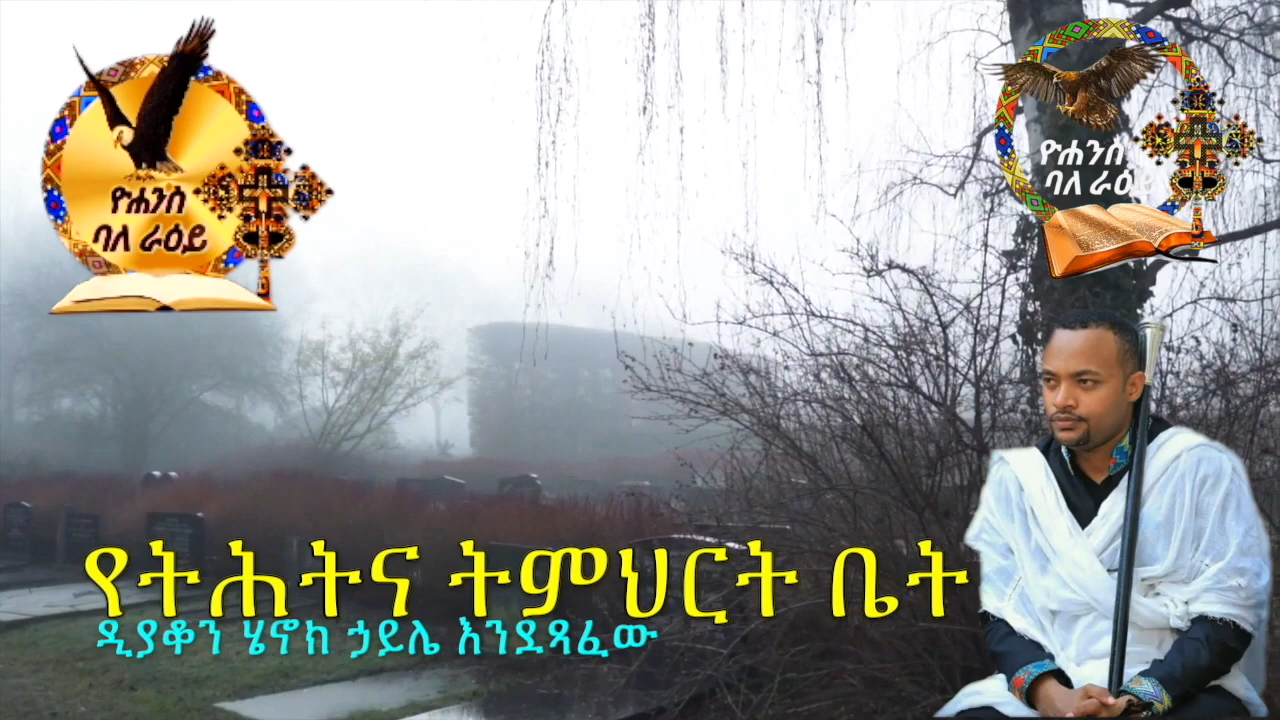 ዮሐንስ
ባለ ራዕይ
ዮሐንስ
ባለ ራዕይ
የትሕትና ትምህርት ቤት
ዲያቆን ሄኖክ ኃይሌ እንደጻፈው